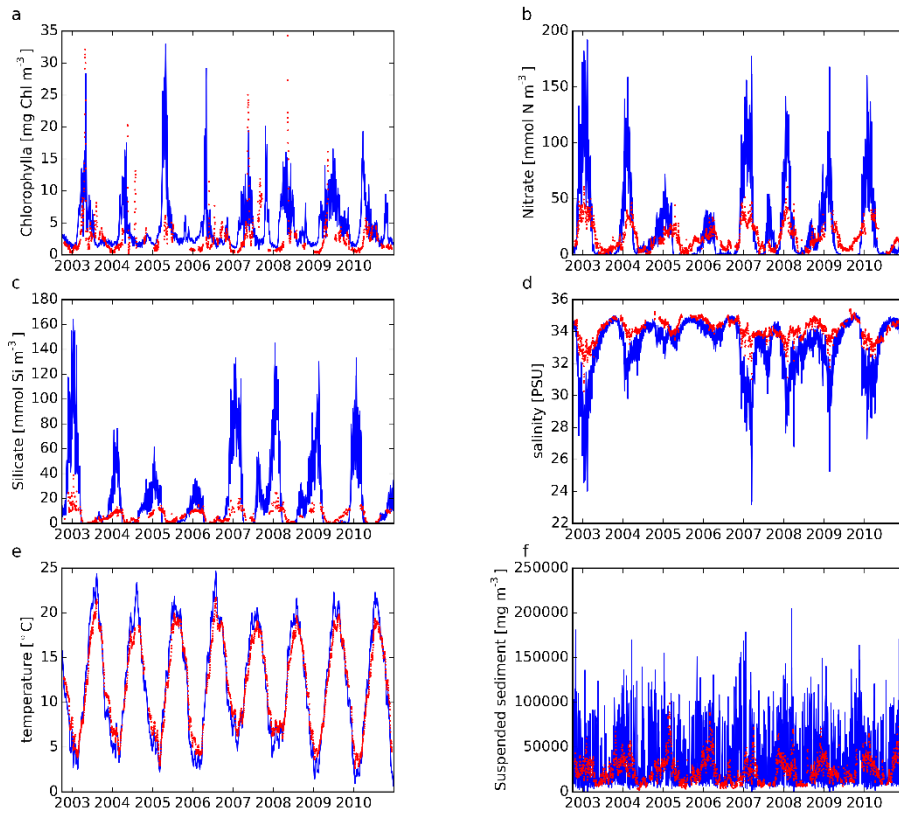 a
Chlorophylla [mg Chl m⁻³]
35
30
25
20
15
10
5
0
2003 2004 2005 2006 2007 2008 2009 2010
b
Nitrate [mmol N m⁻³]
200
150
100
50
0
2003 2004 2005 2006 2007 2008 2009 2010
c
Silicate [mmol Si m⁻³]
180
160
140
120
100
80
60
40
20
0
2003 2004 2005 2006 2007 2008 2009 2010
d
salinity [PSU]
36
34
32
30
28
26
24
22
2003 2004 2005 2006 2007 2008 2009 2010
e
temperature [°C]
25
20
15
10
5
0
2003 2004 2005 2006 2007 2008 2009 2010
f
Suspended sediment [mg m⁻³]
250000
200000
150000
100000
50000
0
2003 2004 2005 2006 2007 2008 2009 2010